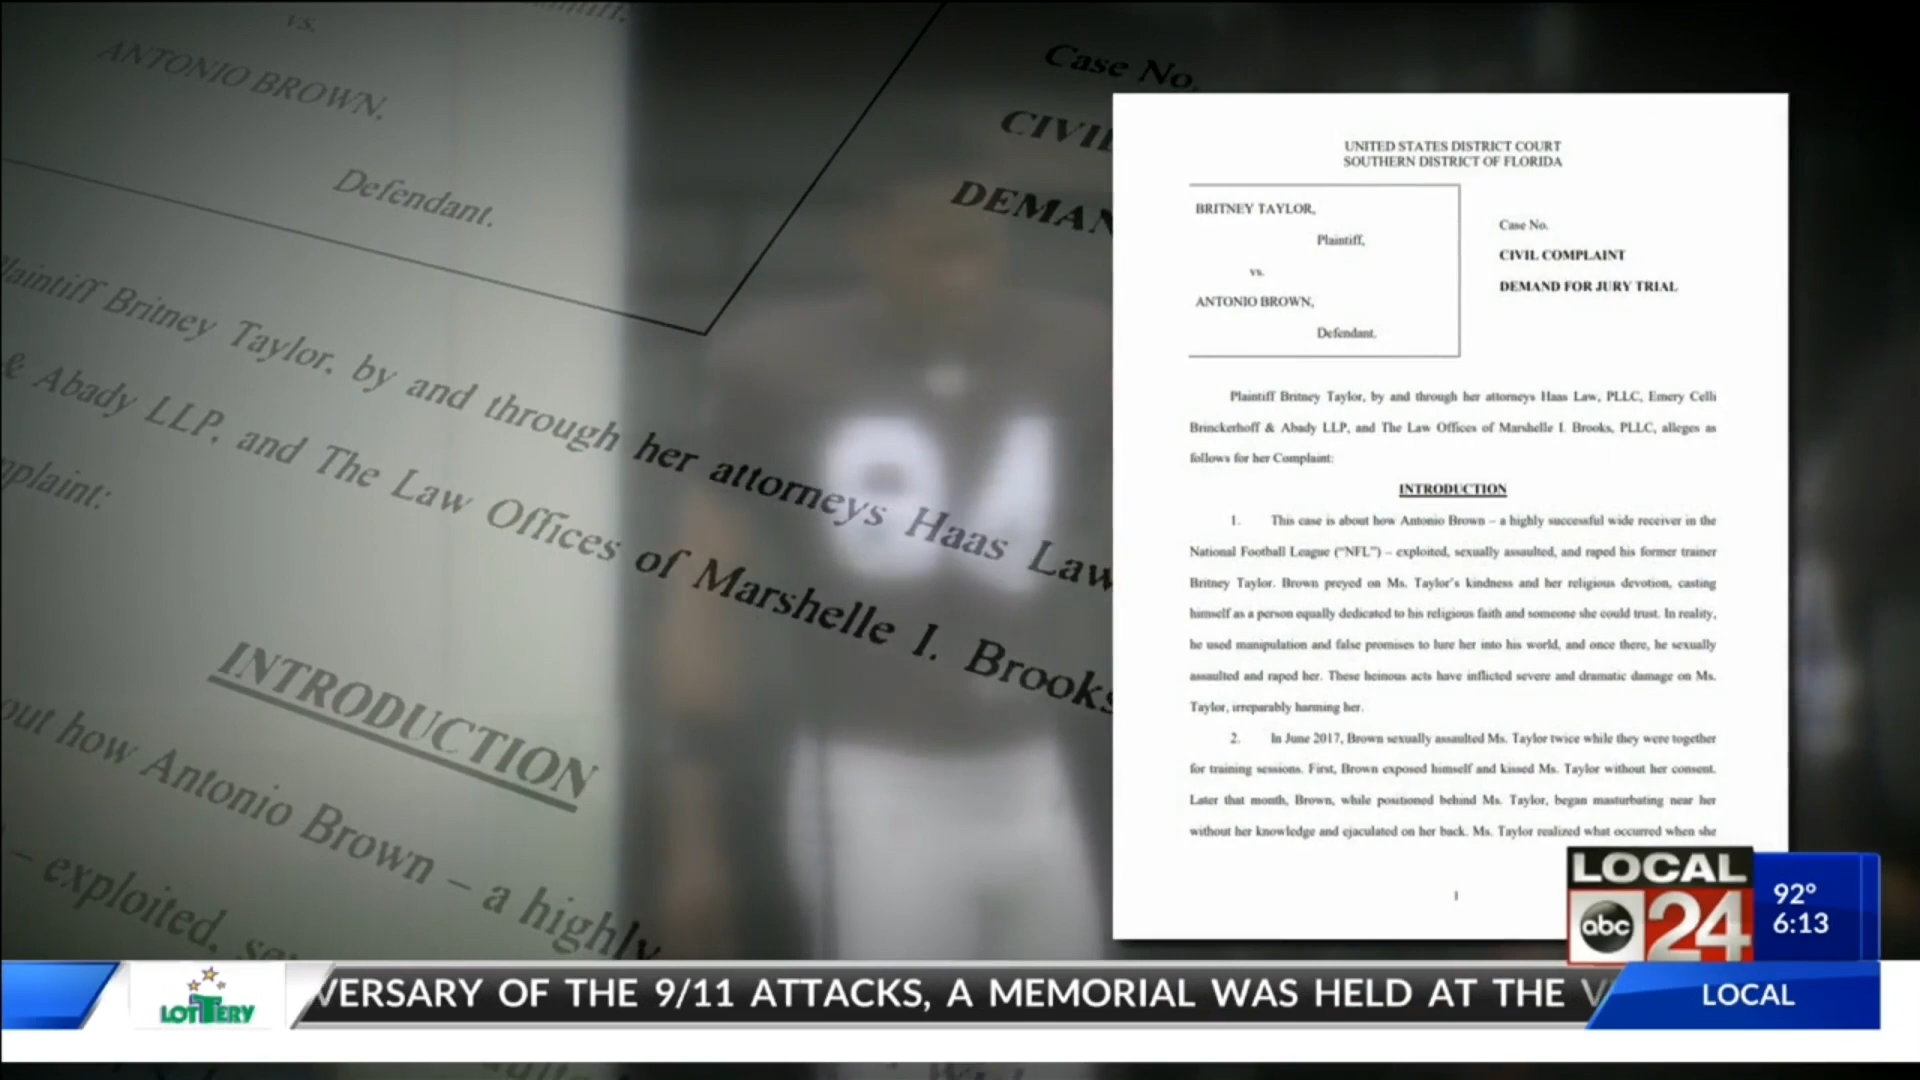 vs.
ANTONIO BROWN,
Defendant.
Plaintiff Britney Taylor, by and through her attorneys Haas Law
& Abady LLP, and The Law Offices of Marshelle I. Brooks
mplaint:
INTRODUCTION
out how Antonio Brown – a highly
– exploited,
Case No.
CIVIL
DEMAN
UNITED STATES DISTRICT COURT
SOUTHERN DISTRICT OF FLORIDA
BRITNEY TAYLOR,
Plaintiff,
vs.
ANTONIO BROWN,
Defendant.
Case No.
CIVIL COMPLAINT
DEMAND FOR JURY TRIAL
Plaintiff Britney Taylor, by and through her attorneys Haas Law, PLLC, Emery Celli
Brinckerhoff & Abady LLP, and The Law Offices of Marshelle I. Brooks, PLLC, alleges as
follows for her Complaint:
INTRODUCTION
1. This case is about how Antonio Brown – a highly successful wide receiver in the
National Football League (“NFL”) – exploited, sexually assaulted, and raped his former trainer
Britney Taylor. Brown preyed on Ms. Taylor’s kindness and her religious devotion, casting
himself as a person equally dedicated to his religious faith and someone she could trust. In reality,
he used manipulation and false promises to lure her into his world, and once there, he sexually
assaulted and raped her. These heinous acts have inflicted severe and dramatic damage on Ms.
Taylor, irreparably harming her.
2. In June 2017, Brown sexually assaulted Ms. Taylor twice while they were together
for training sessions. First, Brown exposed himself and kissed Ms. Taylor without her consent.
Later that month, Brown, while positioned behind Ms. Taylor, began masturbating near her
without her knowledge and ejaculated on her back. Ms. Taylor realized what occurred when she
1
84
LOCAL
abc 24
92°
6:13
LOTTERY
VERSARY OF THE 9/11 ATTACKS, A MEMORIAL WAS HELD AT THE
LOCAL